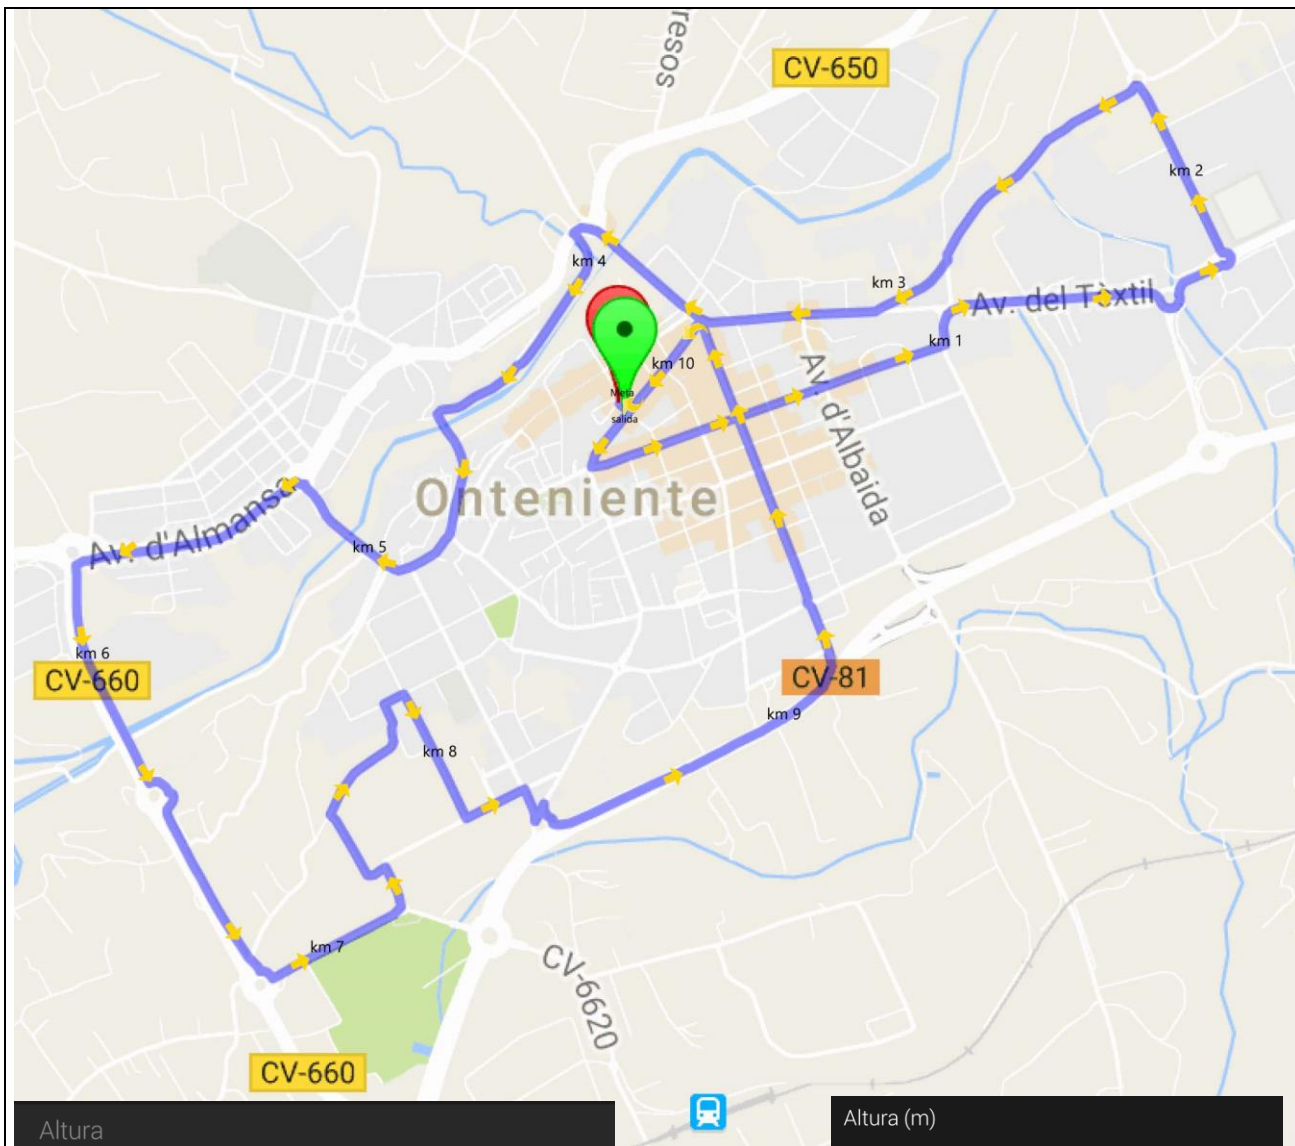 resos
CV-650
km 2
km 4
km 3
Av. del Tèxtil
km 1
km 10
Meta
salida
Av. d'Albaida
Onteniente
Av. d'Almansa
km 5
km 6
CV-660
CV-81
km 9
km 8
km 7
CV-6620
CV-660
Altura
Altura (m)